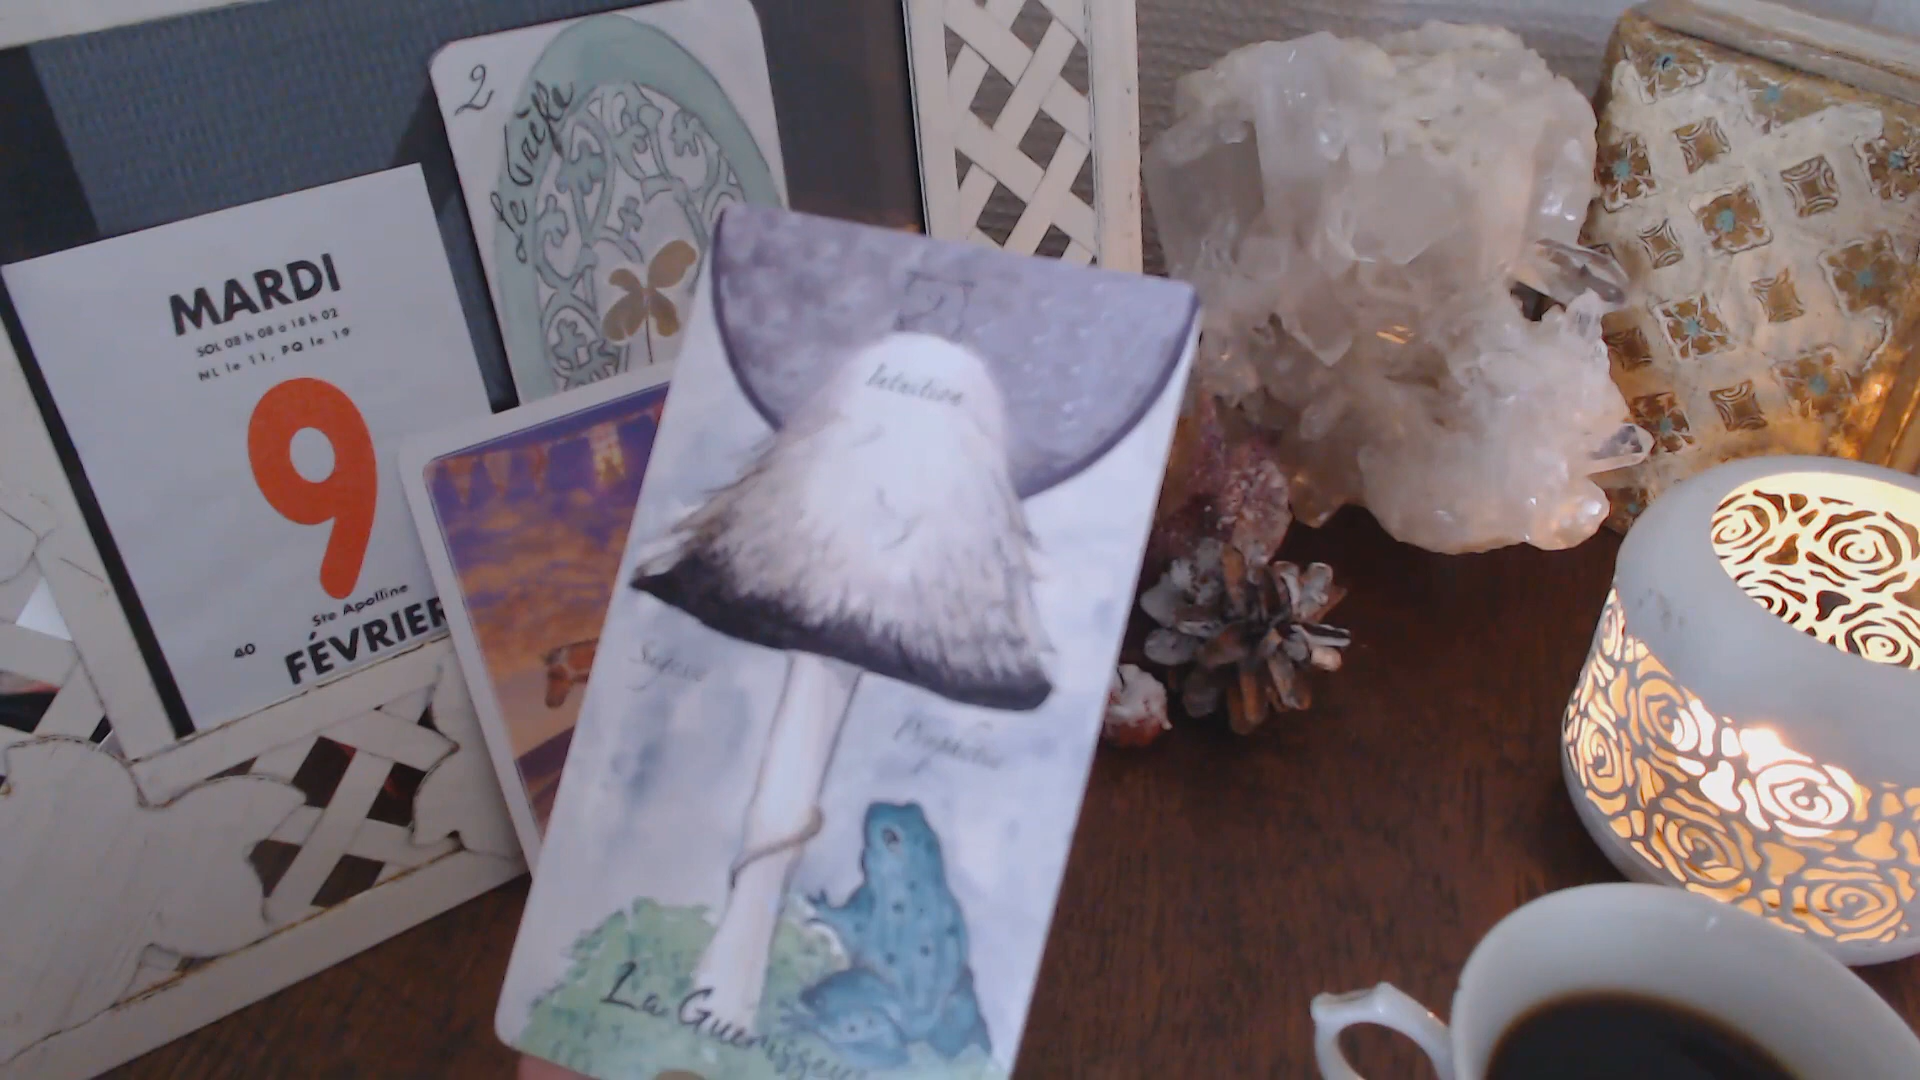 MARDI
SOL 08 h 08 à 18 h 02
NL le 11, PQ le 19
9
Ste Apolline
40
FÉVRIER
2
Le Trèfle
2
Intuition
Sagesse
La Guérisseuse